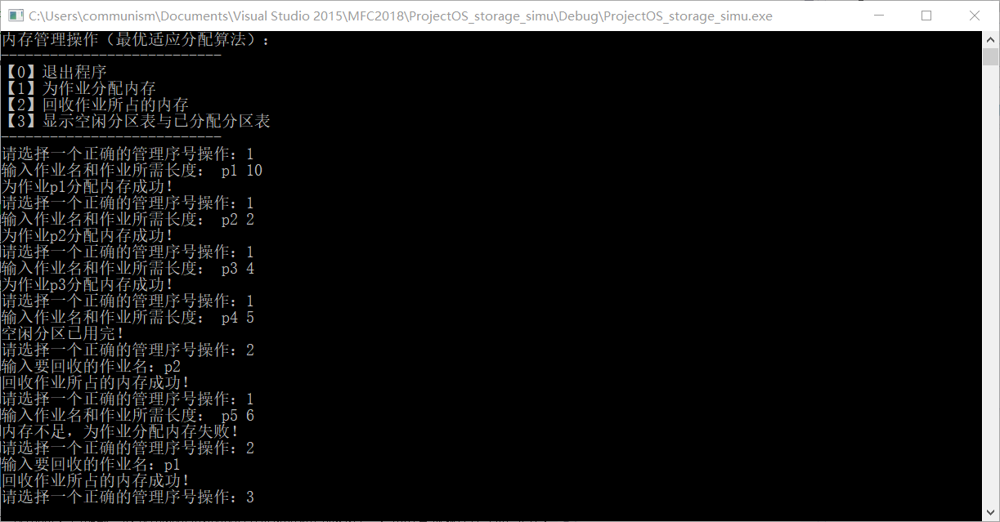 C:\Users\communism\Documents\Visual Studio 2015\MFC2018\ProjectOS_storage_simu\Debug\ProjectOS_storage_simu.exe
内存管理操作（最优适应分配算法）：
---------------------------
【0】退出程序
【1】为作业分配内存
【2】回收作业所占的内存
【3】显示空闲分区表与已分配分区表
---------------------------
请选择一个正确的管理序号操作：1
输入作业名和作业所需长度： p1 10
为作业p1分配内存成功！
请选择一个正确的管理序号操作：1
输入作业名和作业所需长度： p2 2
为作业p2分配内存成功！
请选择一个正确的管理序号操作：1
输入作业名和作业所需长度： p3 4
为作业p3分配内存成功！
请选择一个正确的管理序号操作：1
输入作业名和作业所需长度： p4 5
空闲分区已用完！
请选择一个正确的管理序号操作：2
输入要回收的作业名：p2
回收作业所占的内存成功！
请选择一个正确的管理序号操作：1
输入作业名和作业所需长度： p5 6
内存不足，为作业分配内存失败！
请选择一个正确的管理序号操作：2
输入要回收的作业名：p1
回收作业所占的内存成功！
请选择一个正确的管理序号操作：3